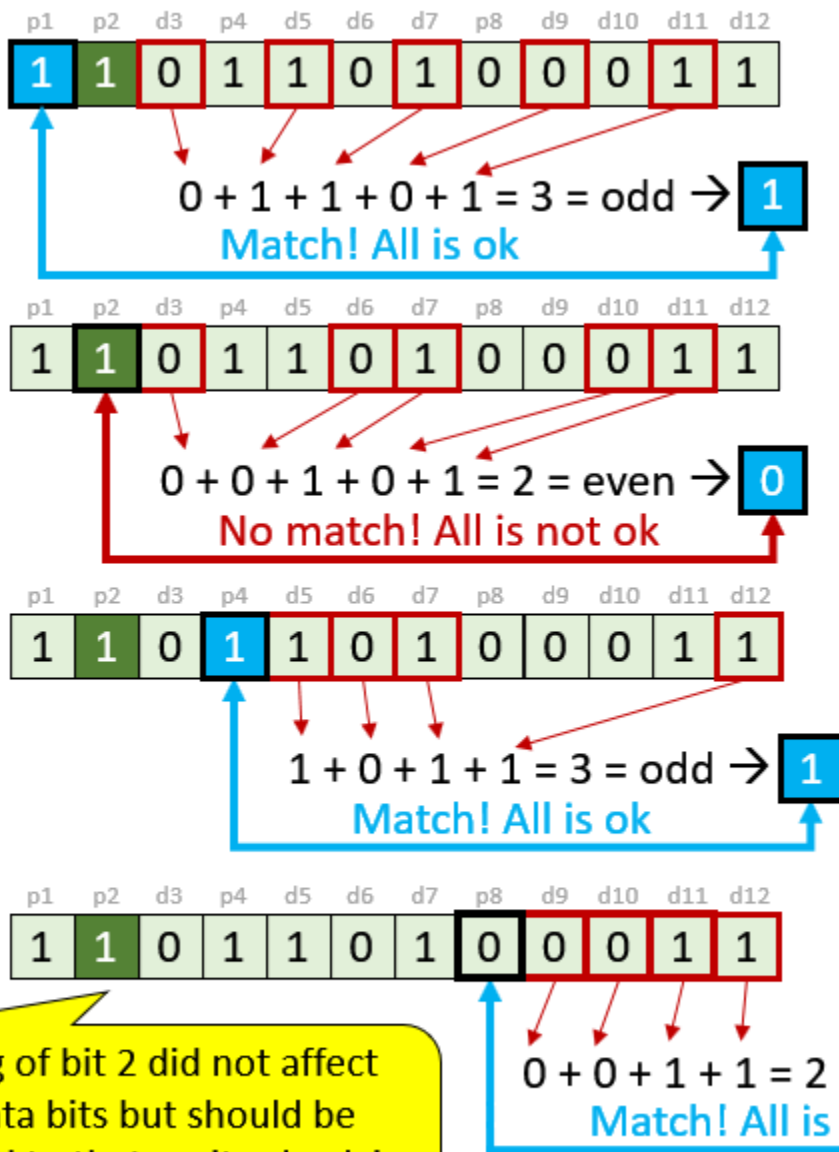 p1 p2 d3 p4 d5 d6 d7 p8 d9 d10 d11 d12
1 1 0 1 1 0 1 0 0 0 1 1
0 + 1 + 1 + 0 + 1 = 3 = odd → 1
Match! All is ok
p1 p2 d3 p4 d5 d6 d7 p8 d9 d10 d11 d12
1 1 0 1 1 0 1 0 0 0 1 1
0 + 0 + 1 + 0 + 1 = 2 = even → 0
No match! All is not ok
p1 p2 d3 p4 d5 d6 d7 p8 d9 d10 d11 d12
1 1 0 1 1 0 1 0 0 0 1 1
1 + 0 + 1 + 1 = 3 = odd → 1
Match! All is ok
p1 p2 d3 p4 d5 d6 d7 p8 d9 d10 d11 d12
1 1 0 1 1 0 1 0 0 0 1 1
0 + 0 + 1 + 1 = 2
Match! All is
g of bit 2 did not affect
ta bits but should be